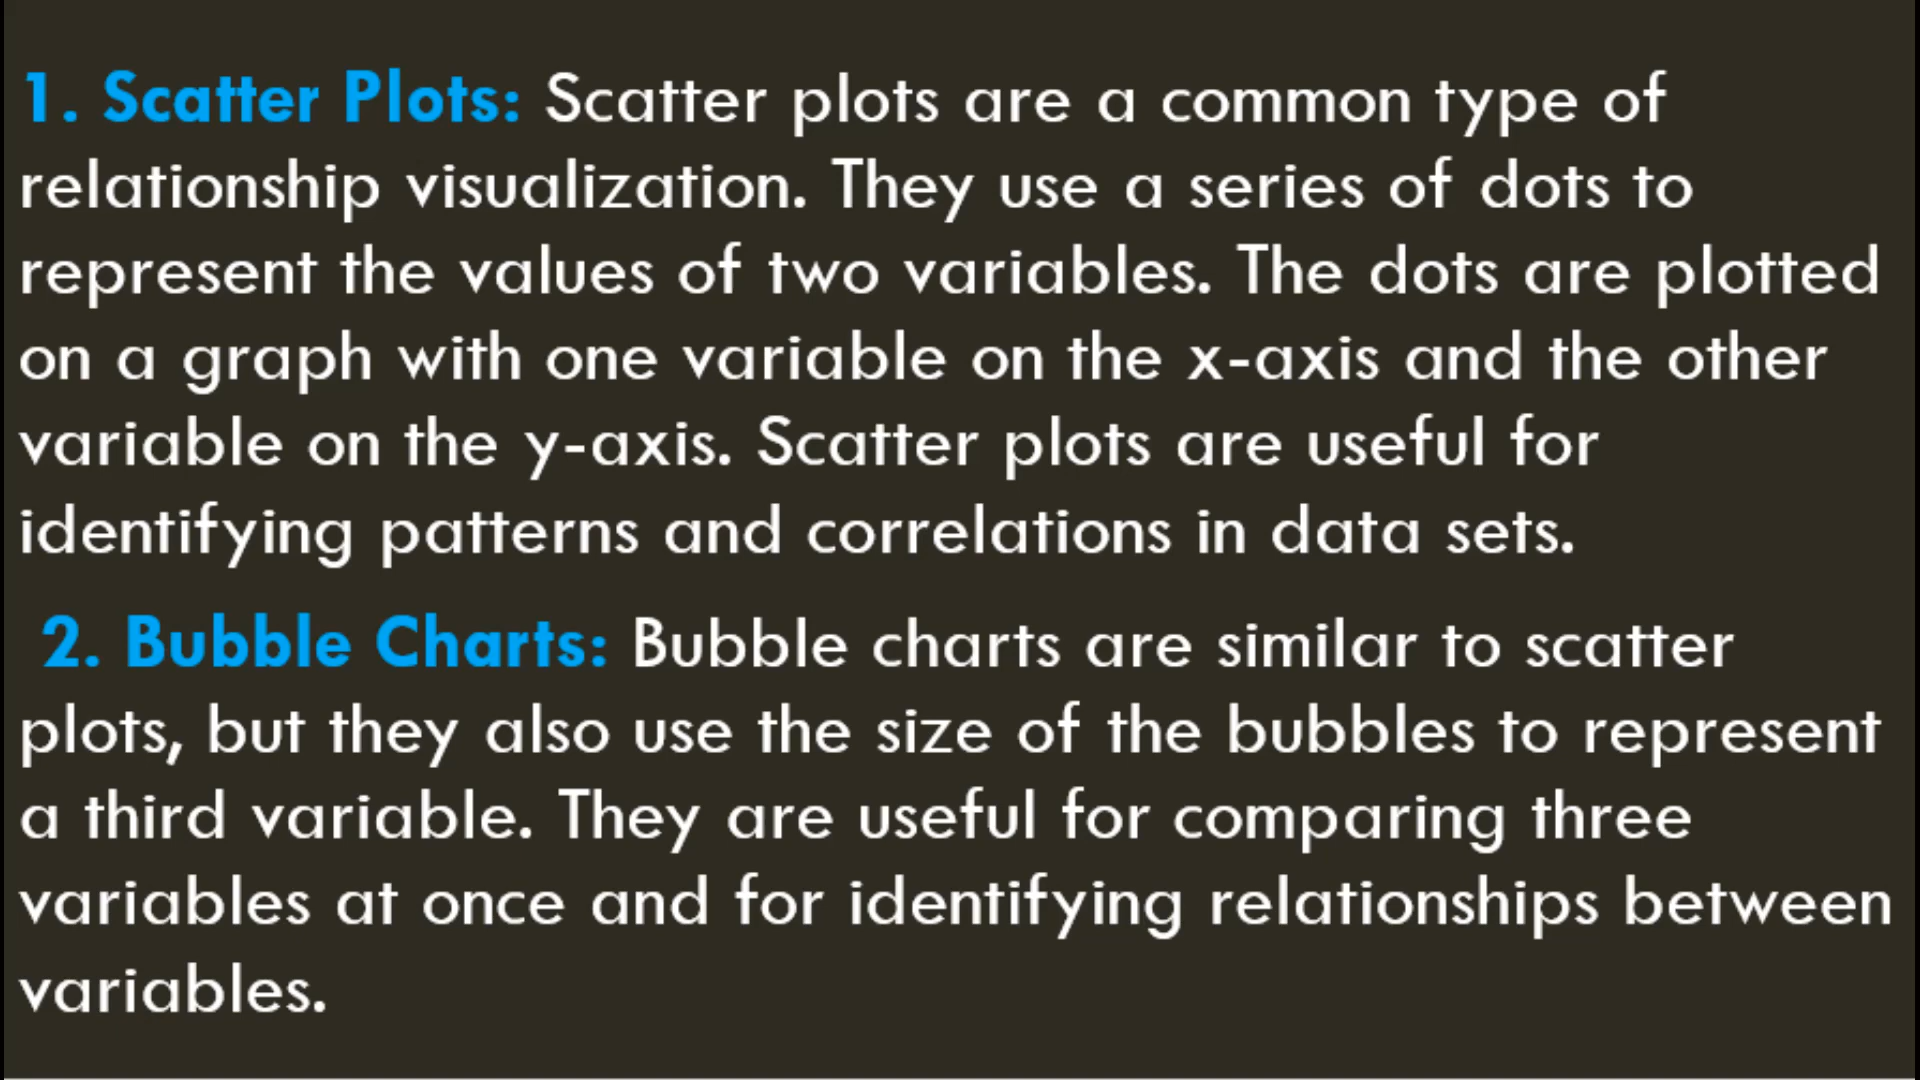 1. Scatter Plots: Scatter plots are a common type of
relationship visualization. They use a series of dots to
represent the values of two variables. The dots are plotted
on a graph with one variable on the x-axis and the other
variable on the y-axis. Scatter plots are useful for
identifying patterns and correlations in data sets.
2. Bubble Charts: Bubble charts are similar to scatter
plots, but they also use the size of the bubbles to represent
a third variable. They are useful for comparing three
variables at once and for identifying relationships between
variables.